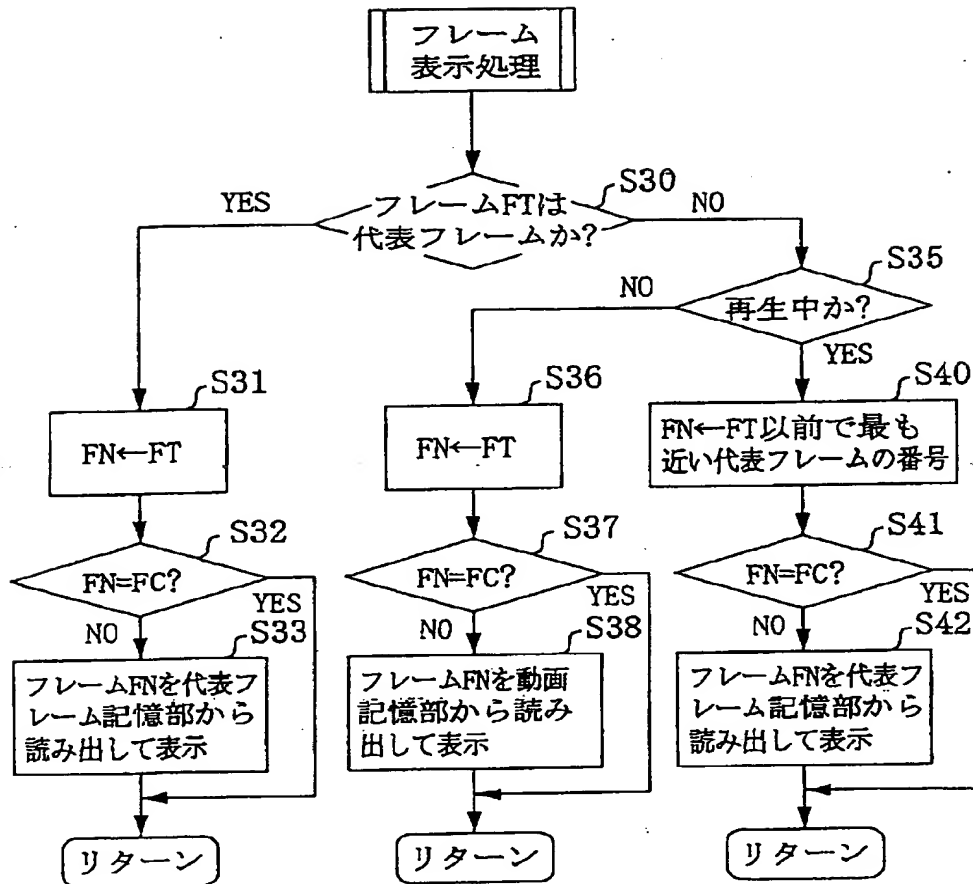 フレーム
表示処理
S30
YES
フレームFTは
代表フレームか?
NO
S35
NO
再生中か?
YES
S31
S36
S40
FN←FT
FN←FT
FN←FT以前で最も
近い代表フレームの番号
S32
S37
S41
FN=FC?
FN=FC?
FN=FC?
YES
YES
YES
NO
S33
NO
S38
NO
S42
フレームFNを代表フ
レーム記憶部から
読み出して表示
フレームFNを動画
記憶部から読み
出して表示
フレームFNを代表フ
レーム記憶部から
読み出して表示
リターン
リターン
リターン